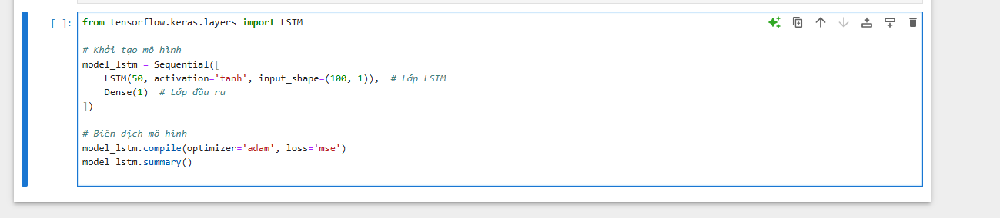 [ ]:
from tensorflow.keras.layers import LSTM
# Khởi tạo mô hình
model_lstm = Sequential([
    LSTM(50, activation='tanh', input_shape=(100, 1)),  # Lớp LSTM
    Dense(1)  # Lớp đầu ra
])
# Biên dịch mô hình
model_lstm.compile(optimizer='adam', loss='mse')
model_lstm.summary()